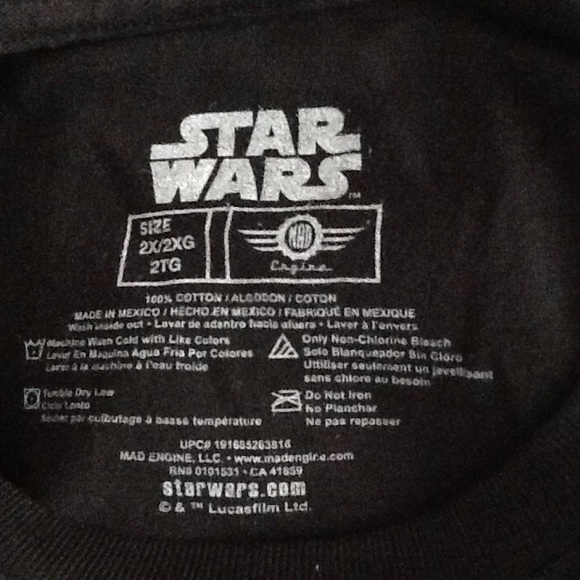 STAR
WARS™
SIZE
2X/2XG
2TG
MAD
Engine
100% COTTON / ALGODON / COTON
MADE IN MEXICO / HECHO EN MEXICO / FABRIQUÉ EN MEXIQUE
Wash inside out • Lavar de adentro hacia afuera • Laver à l'envers
Machine Wash Cold with Like Colors
Lavar En Maquina Agua Fria Por Colores
Laver à la machine à l'eau froide
Only Non-Chlorine Bleach
Solo Blanqueador Sin Cloro
Utiliser seulement un javellisant
sans chlore au besoin
Tumble Dry Low
Ciclo Lento
Sécher par culbutage à basse température
Do Not Iron
No Planchar
Ne pas repasser
UPC# 191685263816
MAD ENGINE, LLC. • www.madengine.com
RN# 0101531 • CA 41859
starwars.com
© & ™ Lucasfilm Ltd.